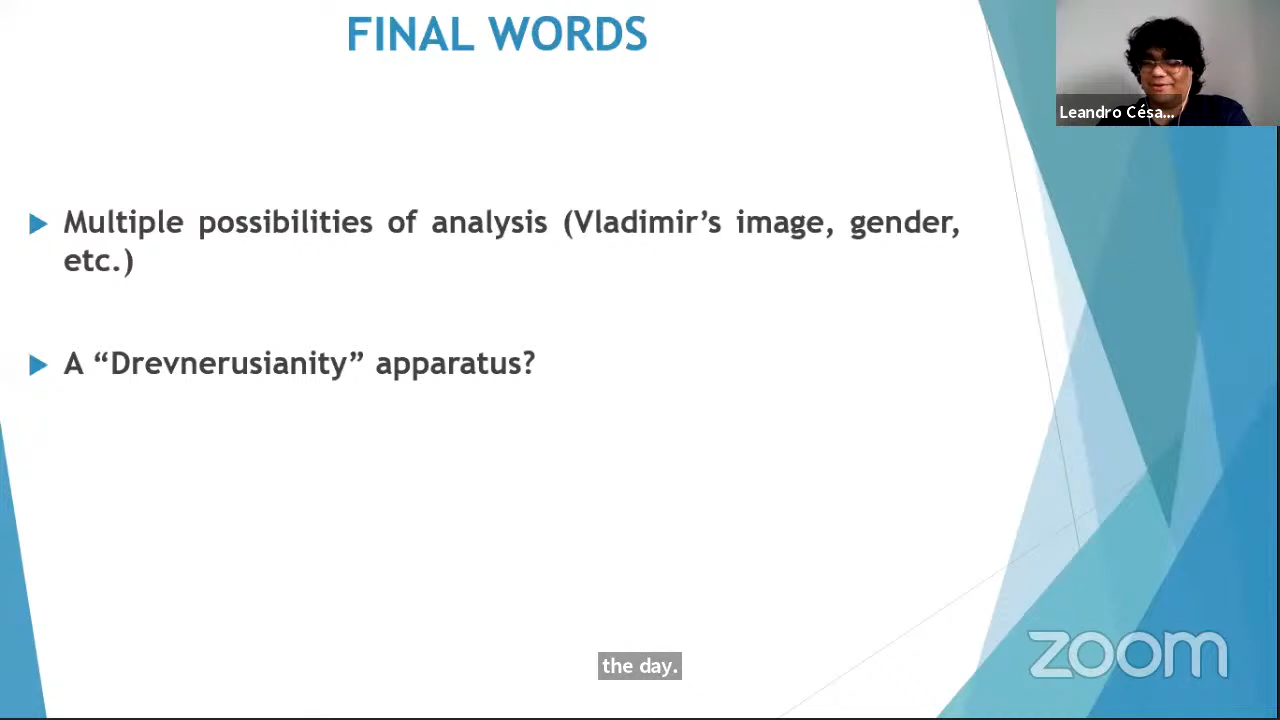 FINAL WORDS
Leandro Césa...
Multiple possibilities of analysis (Vladimir’s image, gender,
etc.)
A “Drevnerusianity” apparatus?
the day.
zoom